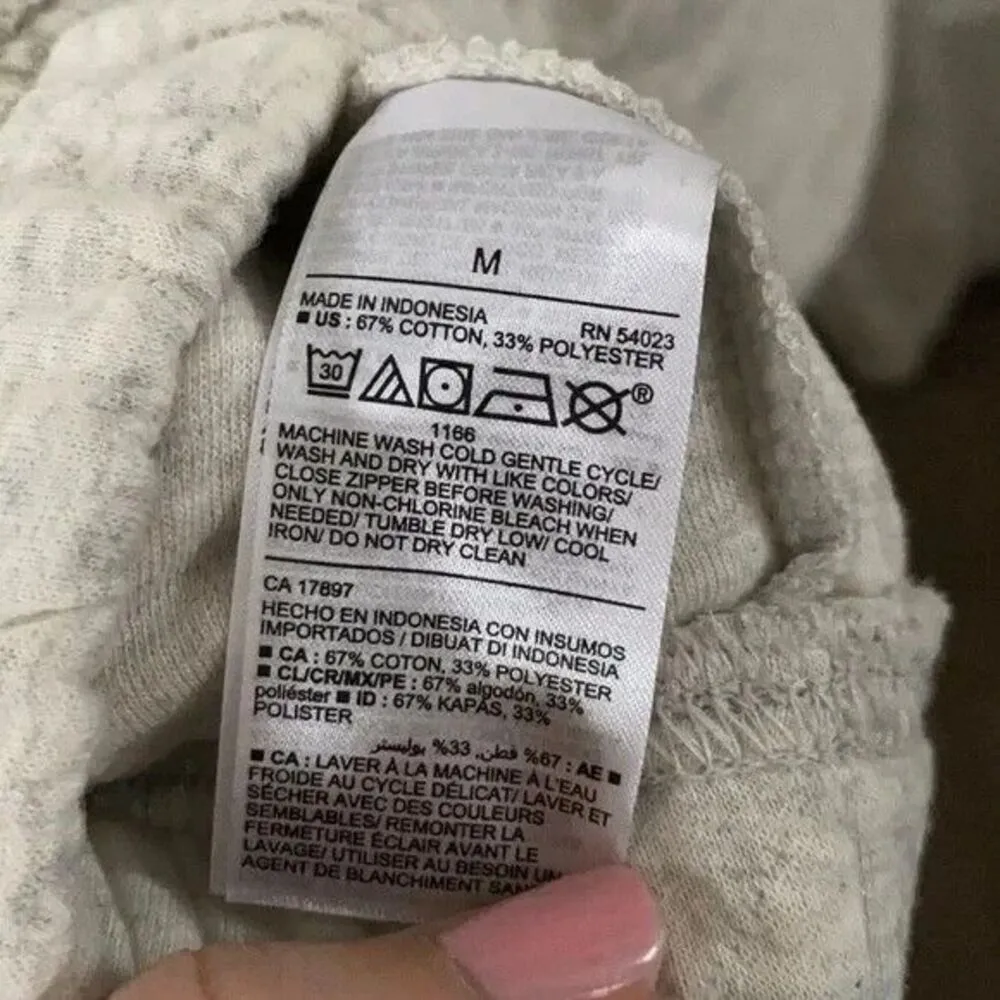 M
MADE IN INDONESIA
RN 54023
■ US : 67% COTTON, 33% POLYESTER
30
®
1166
MACHINE WASH COLD GENTLE CYCLE/
WASH AND DRY WITH LIKE COLORS/
CLOSE ZIPPER BEFORE WASHING/
ONLY NON-CHLORINE BLEACH WHEN
NEEDED/ TUMBLE DRY LOW/ COOL
IRON/ DO NOT DRY CLEAN
CA 17897
HECHO EN INDONESIA CON INSUMOS
IMPORTADOS / DIBUAT DI INDONESIA
■ CA : 67% COTON, 33% POLYESTER
■ CL/CR/MX/PE : 67% algodón, 33%
poliéster ■ ID : 67% KAPAS, 33%
POLISTER
■ AE : 67% قطن, 33% بوليستر
■ CA : LAVER À LA MACHINE À L'EAU
FROIDE AU CYCLE DÉLICAT/ LAVER ET
SÉCHER AVEC DES COULEURS
SEMBLABLES/ REMONTER LA
FERMETURE ÉCLAIR AVANT LE
LAVAGE/ UTILISER AU BESOIN UN
AGENT DE BLANCHIMENT